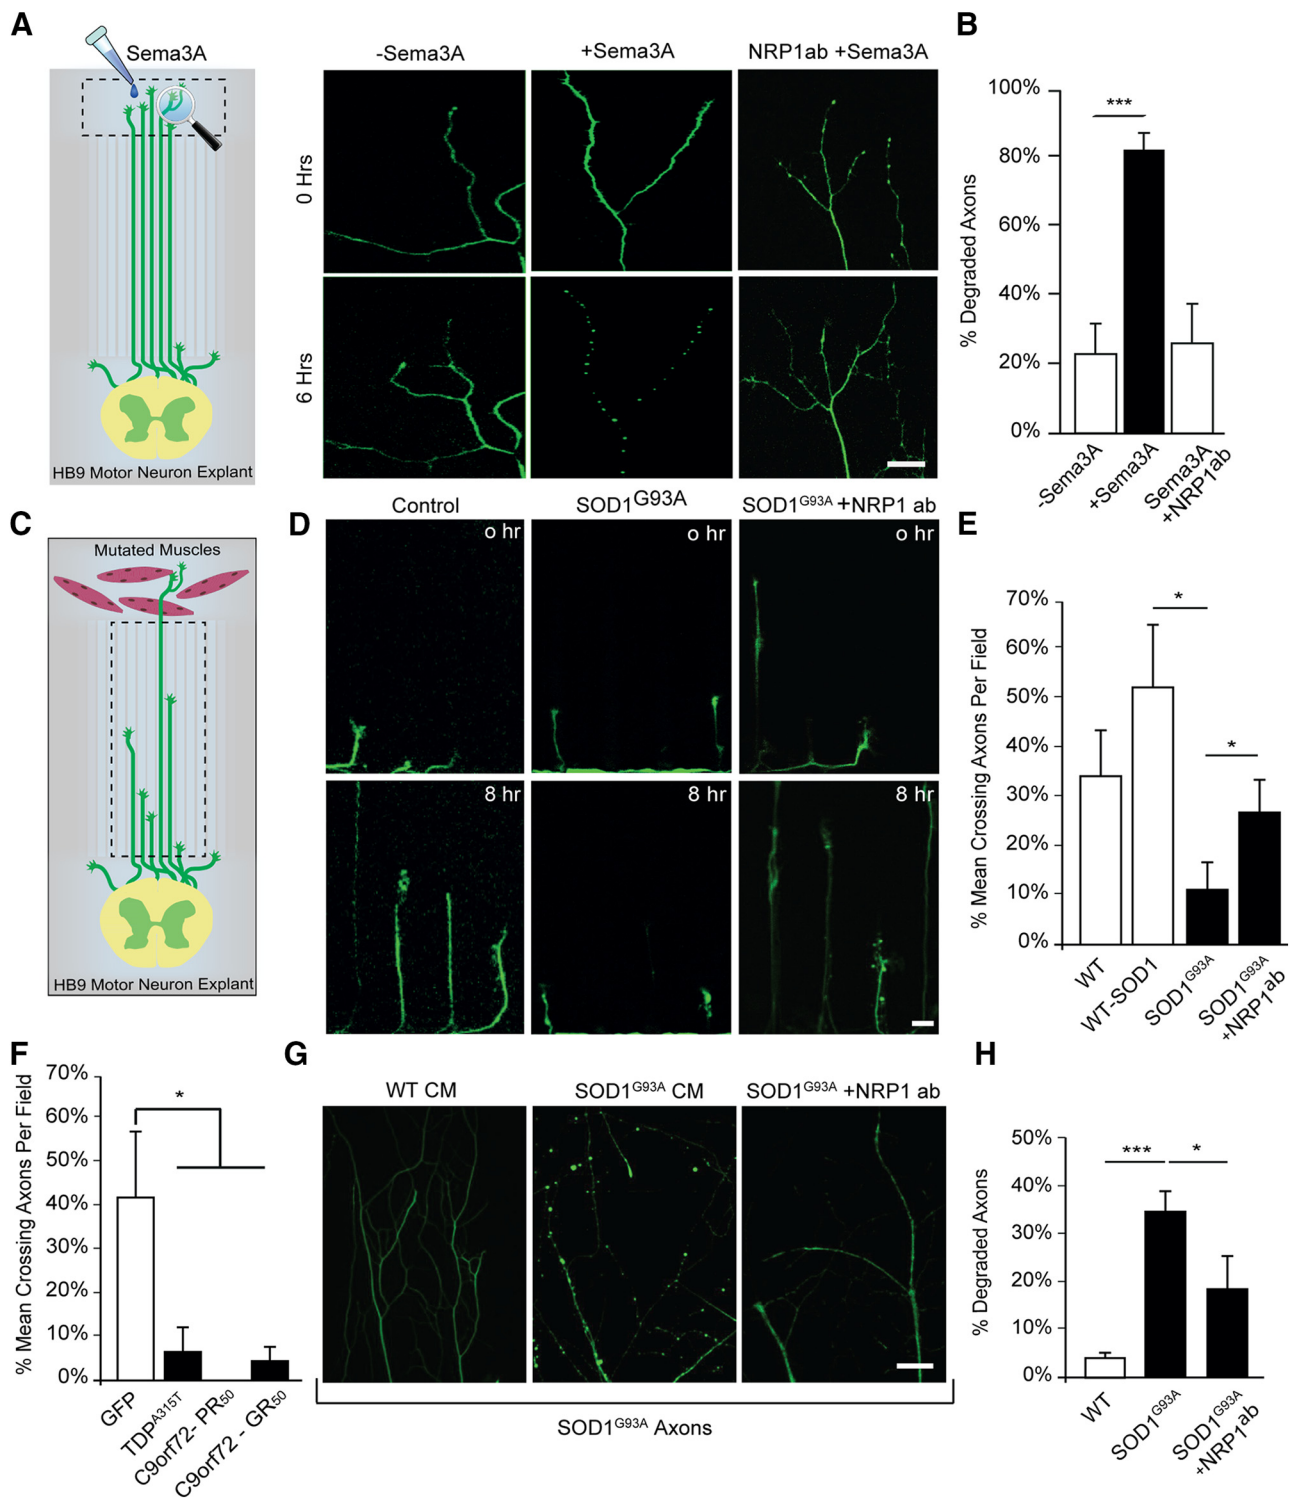 A
Sema3A
HB9 Motor Neuron Explant
-Sema3A
+Sema3A
NRP1ab +Sema3A
0 Hrs
6 Hrs
B
% Degraded Axons
100%
80%
60%
40%
20%
0%
***
-Sema3A
+Sema3A
Sema3A
+NRP1ab
C
Mutated Muscles
HB9 Motor Neuron Explant
D
Control
SOD1G93A
SOD1G93A +NRP1 ab
o hr
o hr
o hr
8 hr
8 hr
8 hr
E
% Mean Crossing Axons Per Field
70%
60%
50%
40%
30%
20%
10%
0%
*
*
WT
WT-SOD1
SOD1G93A
SOD1G93A
+NRP1ab
F
% Mean Crossing Axons Per Field
70%
60%
50%
40%
30%
20%
10%
0%
*
GFP
TDPA315T
C9orf72- PR50
C9orf72 - GR50
G
WT CM
SOD1G93A CM
SOD1G93A +NRP1 ab
SOD1G93A Axons
H
% Degraded Axons
50%
40%
30%
20%
10%
0%
***
*
WT
SOD1G93A
SOD1G93A
+NRP1ab